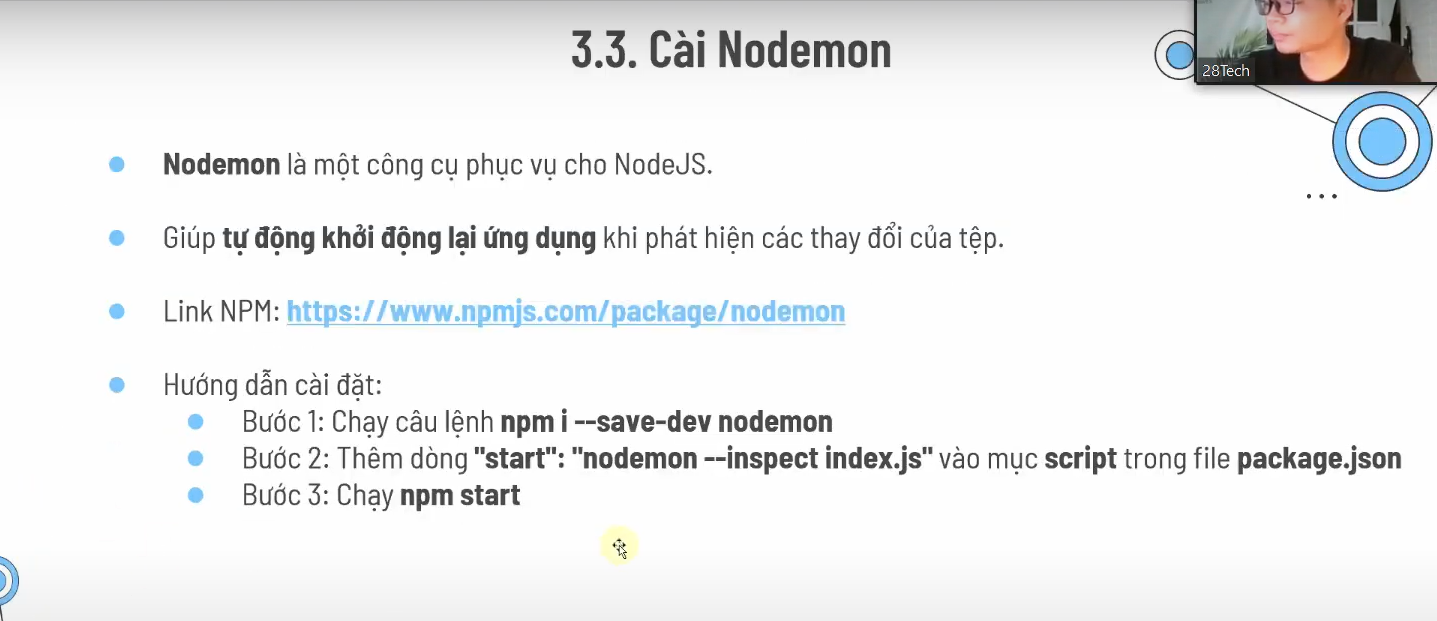 3.3. Cài Nodemon
28Tech
Nodemon là một công cụ phục vụ cho NodeJS.
...
Giúp tự động khởi động lại ứng dụng khi phát hiện các thay đổi của tệp.
Link NPM: https://www.npmjs.com/package/nodemon
Hướng dẫn cài đặt:
Bước 1: Chạy câu lệnh npm i --save-dev nodemon
Bước 2: Thêm dòng "start": "nodemon --inspect index.js" vào mục script trong file package.json
Bước 3: Chạy npm start